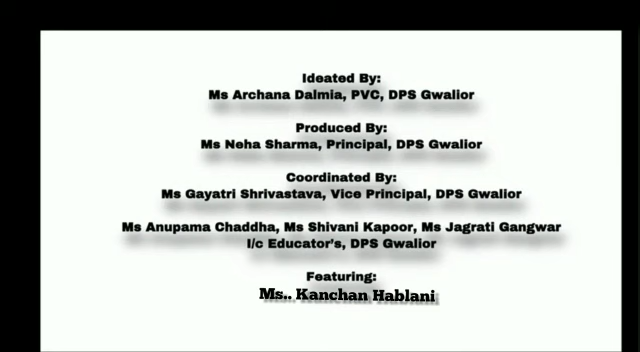 Ideated By:
Ms Archana Dalmia, PVC, DPS Gwalior
Produced By:
Ms Neha Sharma, Principal, DPS Gwalior
Coordinated By:
Ms Gayatri Shrivastava, Vice Principal, DPS Gwalior
Ms Anupama Chaddha, Ms Shivani Kapoor, Ms Jagrati Gangwar
I/c Educator's, DPS Gwalior
Featuring:
Ms.. Kanchan Hablani